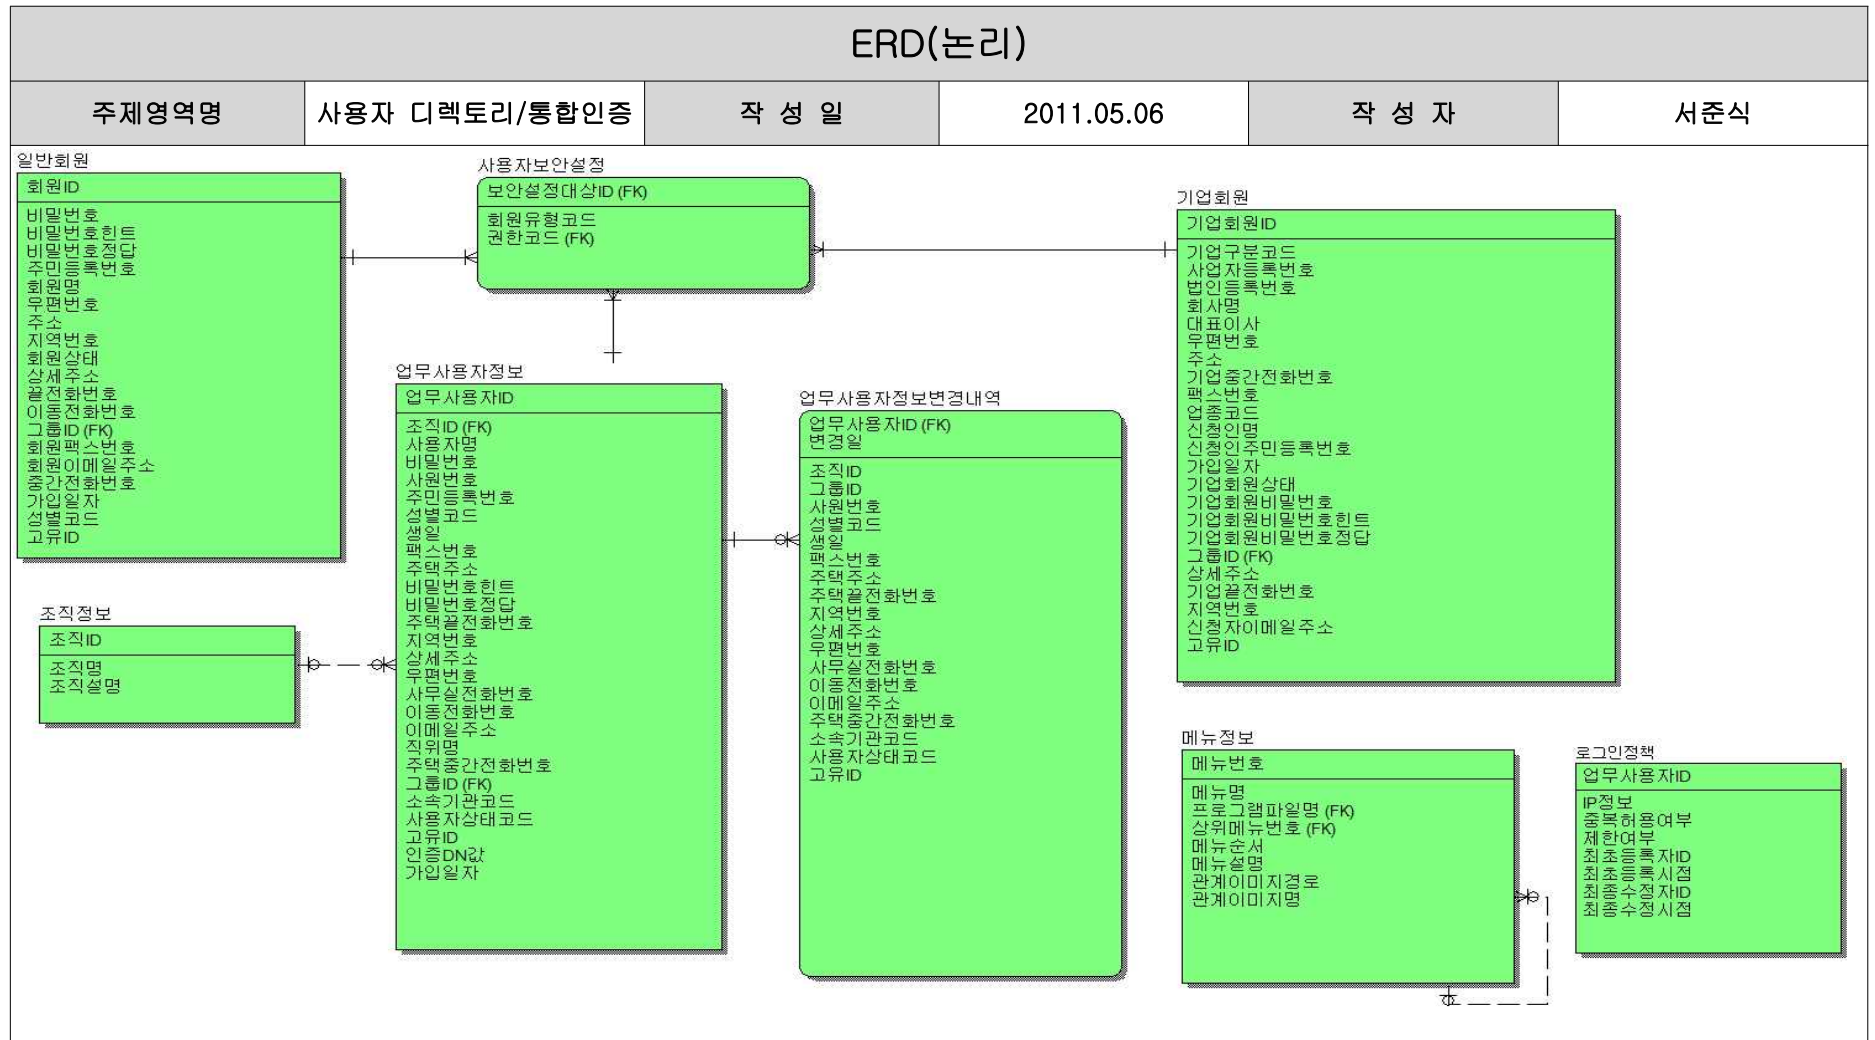 ERD(논리)
주제영역명 사용자 디렉토리/통합인증 작 성 일 2011.05.06 작 성 자 서준식
일반회원
회원ID
비밀번호
비밀번호힌트
비밀번호정답
주민등록번호
회원명
우편번호
주소
지역번호
회원상태
상세주소
끝전화번호
이동전화번호
그룹ID (FK)
회원팩스번호
회원이메일주소
중간전화번호
가입일자
성별코드
고유ID
사용자보안설정
보안설정대상ID (FK)
회원유형코드
권한코드 (FK)
기업회원
기업회원ID
기업구분코드
사업자등록번호
법인등록번호
회사명
대표이사
우편번호
주소
기업중간전화번호
팩스번호
업종코드
신청인명
신청인주민등록번호
가입일자
기업회원상태
기업회원비밀번호
기업회원비밀번호힌트
기업회원비밀번호정답
그룹ID (FK)
상세주소
기업끝전화번호
지역번호
신청자이메일주소
고유ID
업무사용자정보
업무사용자ID
조직ID (FK)
사용자명
비밀번호
사원번호
주민등록번호
성별코드
생일
팩스번호
주택주소
비밀번호힌트
비밀번호정답
주택끝전화번호
지역번호
상세주소
우편번호
사무실전화번호
이동전화번호
이메일주소
직위명
주택중간전화번호
그룹ID (FK)
소속기관코드
사용자상태코드
고유ID
인증DN값
가입일자
업무사용자정보변경내역
업무사용자ID (FK)
변경일
조직ID
그룹ID
사원번호
성별코드
생일
팩스번호
주택주소
주택끝전화번호
지역번호
상세주소
우편번호
사무실전화번호
이동전화번호
이메일주소
주택중간전화번호
소속기관코드
사용자상태코드
고유ID
조직정보
조직ID
조직명
조직설명
메뉴정보
메뉴번호
메뉴명
프로그램파일명 (FK)
상위메뉴번호 (FK)
메뉴순서
메뉴설명
관계이미지경로
관계이미지명
로그인정책
업무사용자ID
IP정보
중복허용여부
제한여부
최초등록자ID
최초등록시점
최종수정자ID
최종수정시점